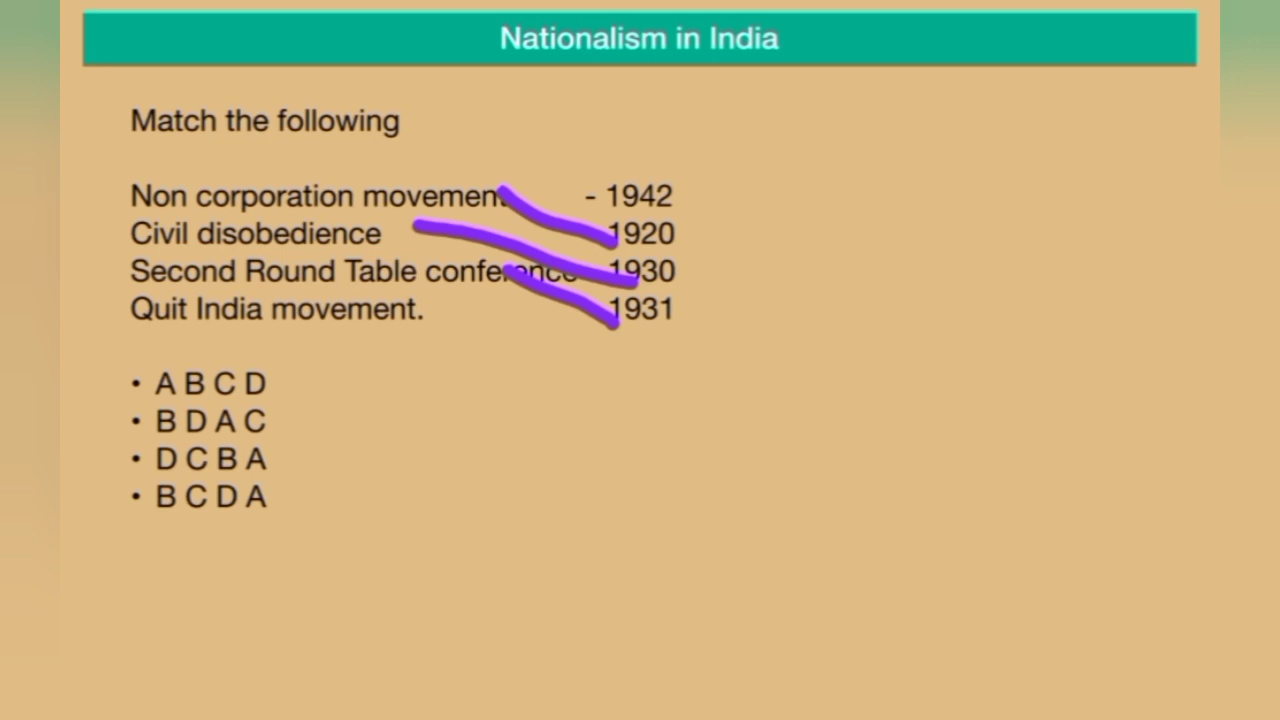 Nationalism in India
Match the following
Non corporation movement - 1942
Civil disobedience 1920
Second Round Table conference 1930
Quit India movement. 1931
• A B C D
• B D A C
• D C B A
• B C D A